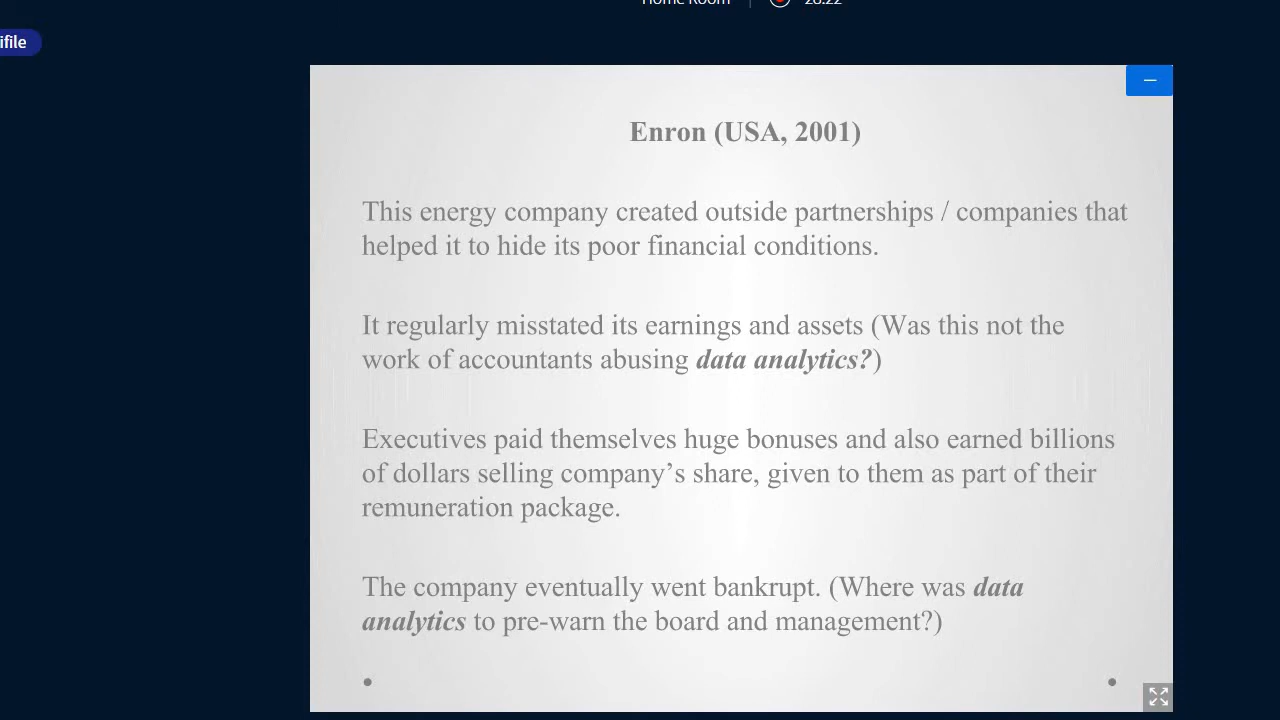 Home Room
28:22
ifile
Enron (USA, 2001)
This energy company created outside partnerships / companies that
helped it to hide its poor financial conditions.
It regularly misstated its earnings and assets (Was this not the
work of accountants abusing data analytics?)
Executives paid themselves huge bonuses and also earned billions
of dollars selling company’s share, given to them as part of their
remuneration package.
The company eventually went bankrupt. (Where was data
analytics to pre-warn the board and management?)